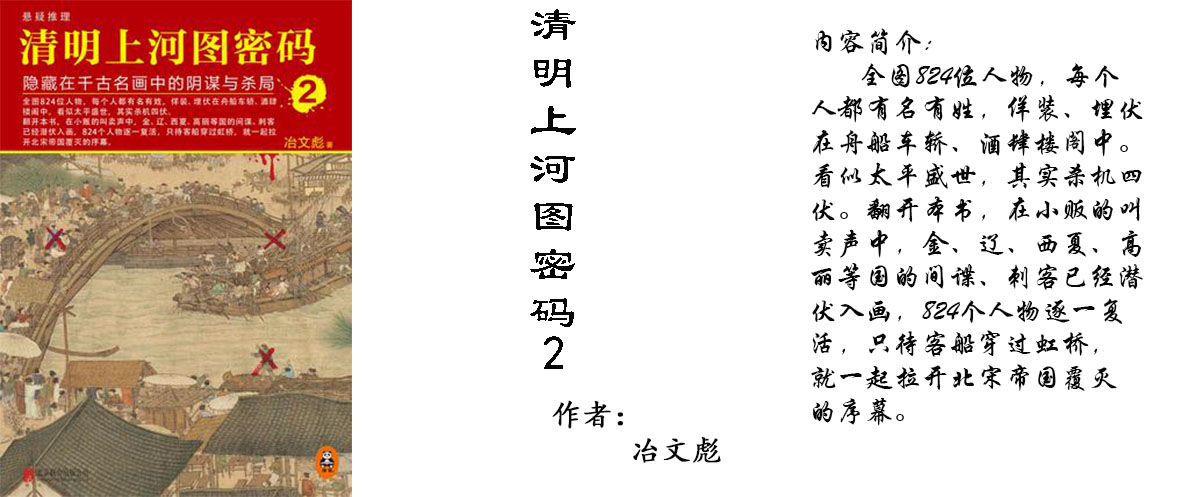 悬疑推理
清明上河图密码
隐藏在千古名画中的阴谋与杀局
2
全图824位人物，每个人都有名有姓，佯装、埋伏在舟船车轿、酒肆
楼阁中。看似太平盛世，其实杀机四伏。
翻开本书，在小贩的叫卖声中，金、辽、西夏、高丽等国的间谍、刺客
已经潜伏入画，824个人物逐一复活，只待客船穿过虹桥，就一起拉
开北宋帝国覆灭的序幕。
冶文彪 著
清明上河图密码2
作者：
冶文彪
内容简介：
全图824位人物，每个
人都有名有姓，佯装、埋伏
在舟船车轿、酒肆楼阁中。
看似太平盛世，其实杀机四
伏。翻开本书，在小贩的叫
卖声中，金、辽、西夏、高
丽等国的间谍、刺客已经潜
伏入画，824个人物逐一复
活，只待客船穿过虹桥，
就一起拉开北宋帝国覆灭
的序幕。